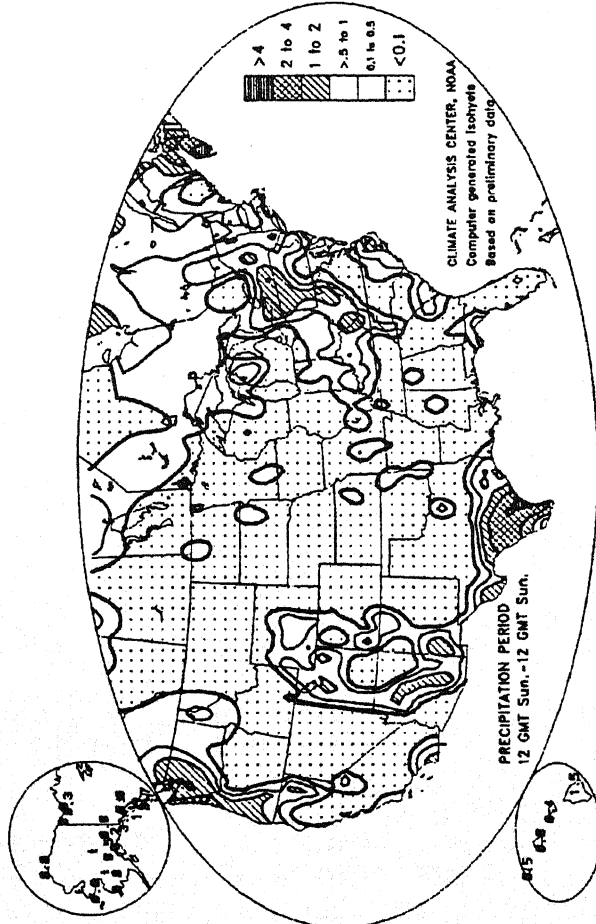 >4
2 to 4
1 to 2
>.5 to 1
0.1 to 0.5
<0.1
CLIMATE ANALYSIS CENTER, NOAA
Computer generated isohyets
Based on preliminary data
PRECIPITATION PERIOD
12 GMT Sun.-12 GMT Sun.